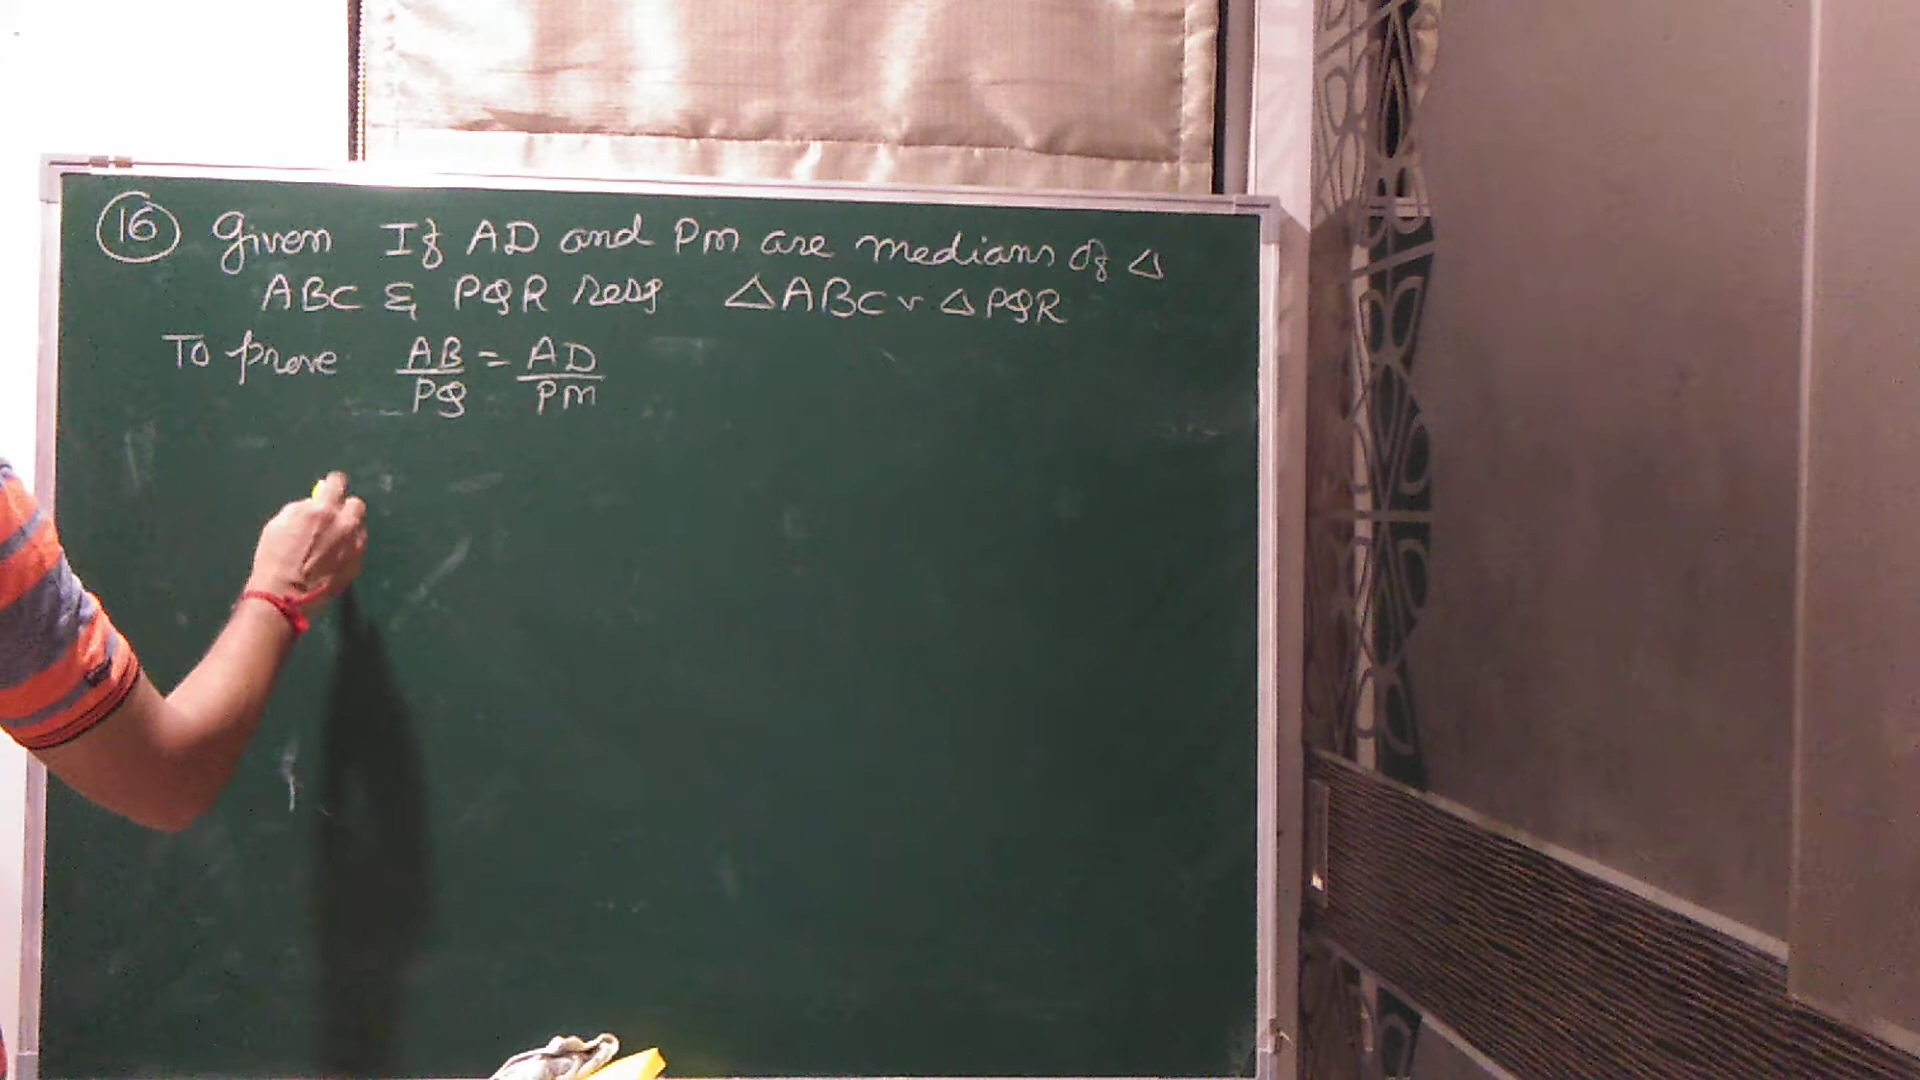 16 Given If AD and PM are medians of △
ABC & PQR resp △ABC ~ △PQR
To prove AB/PQ = AD/PM